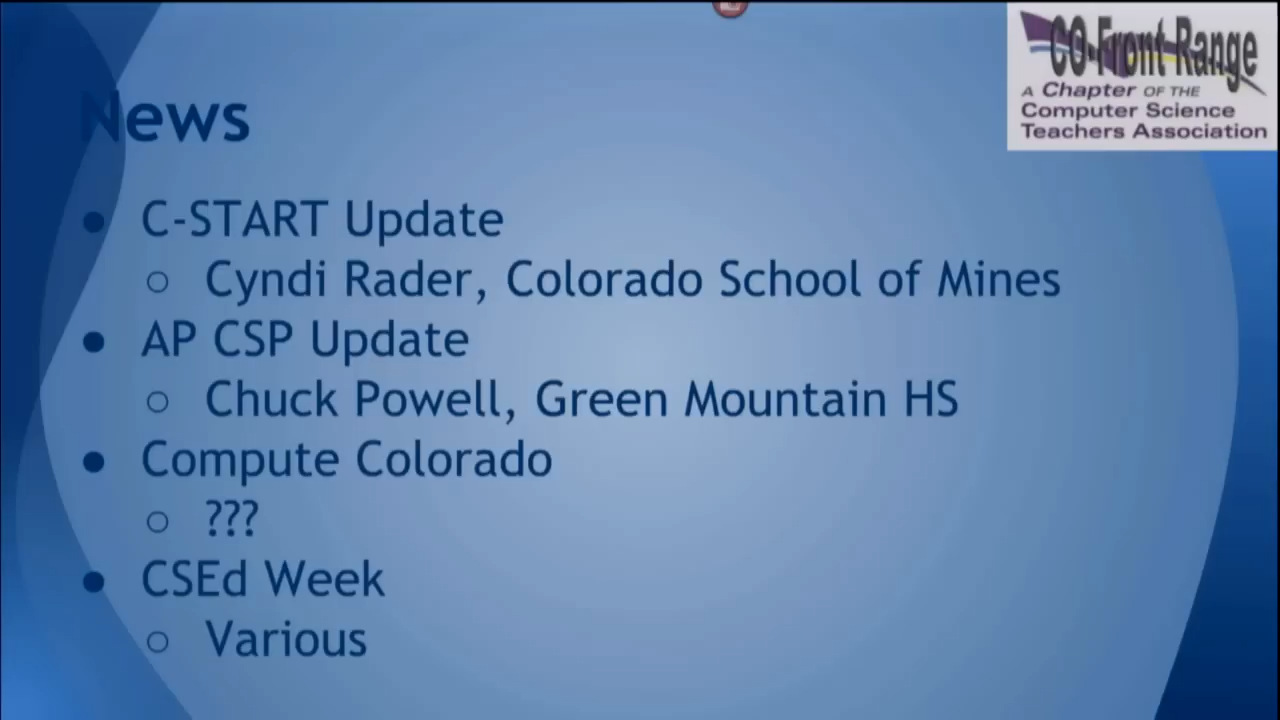 CO-Front Range
A Chapter OF THE
Computer Science
Teachers Association
News
● C-START Update
○ Cyndi Rader, Colorado School of Mines
● AP CSP Update
○ Chuck Powell, Green Mountain HS
● Compute Colorado
○ ???
● CSEd Week
○ Various